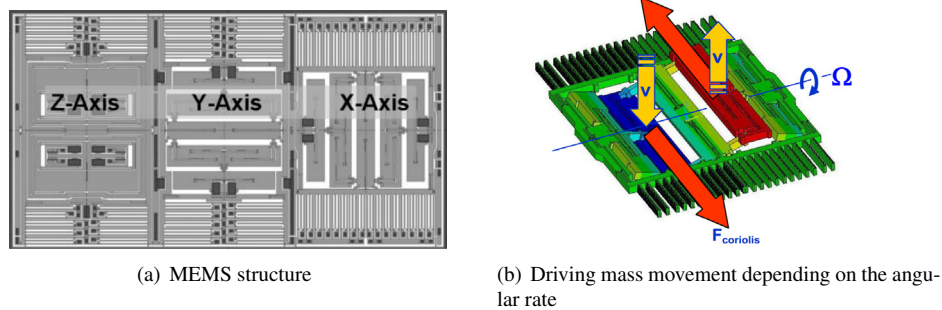 Z-Axis
Y-Axis
X-Axis
v
v
Ω
Fcoriolis
(a) MEMS structure
(b) Driving mass movement depending on the angu-
lar rate